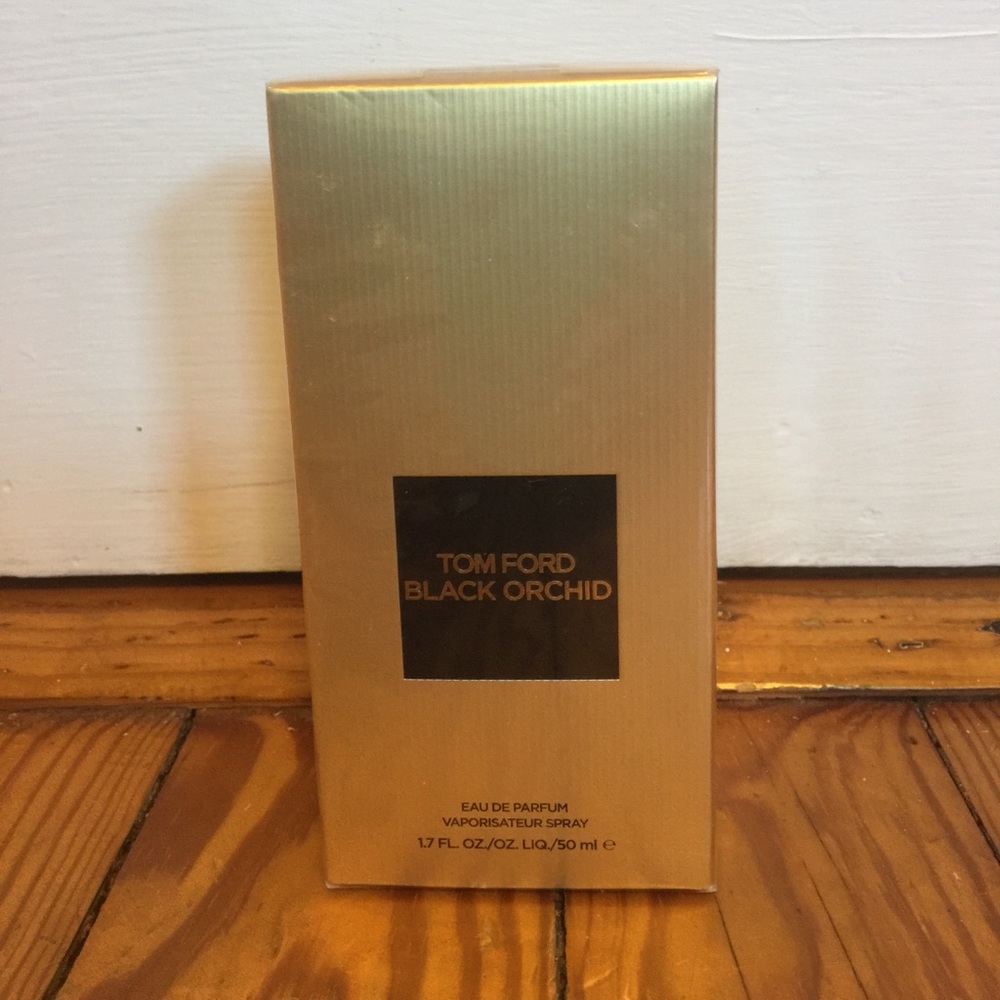 TOM FORD
BLACK ORCHID
EAU DE PARFUM
VAPORISATEUR SPRAY
1.7 FL. OZ./OZ. LIQ./50 ml ℮